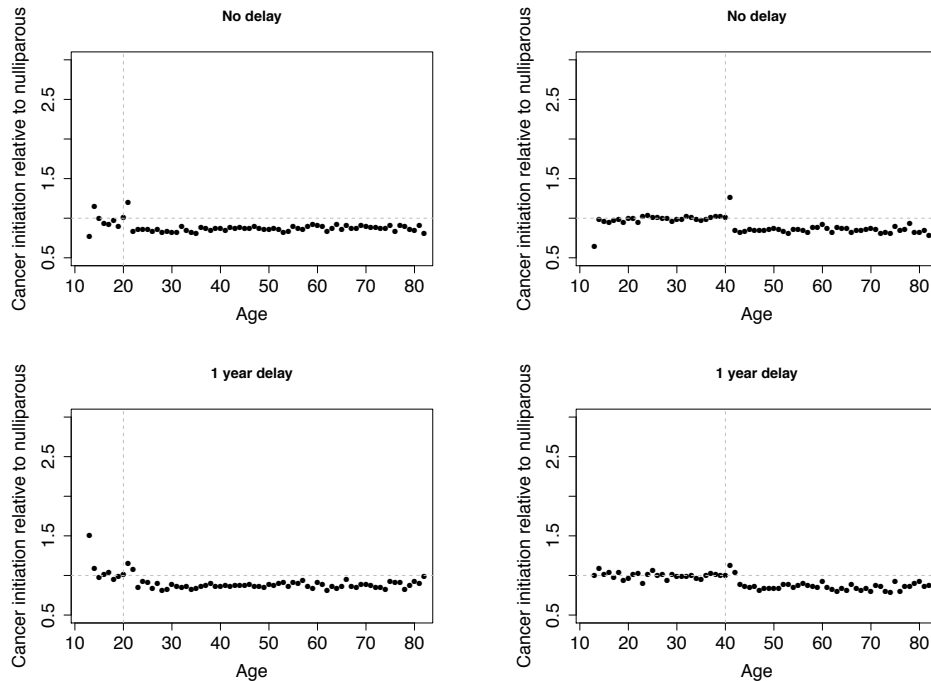 No delay
Cancer initiation relative to nulliparous
0.5 1.5 2.5
10 20 30 40 50 60 70 80
Age
No delay
Cancer initiation relative to nulliparous
0.5 1.5 2.5
10 20 30 40 50 60 70 80
Age
1 year delay
Cancer initiation relative to nulliparous
0.5 1.5 2.5
10 20 30 40 50 60 70 80
Age
1 year delay
Cancer initiation relative to nulliparous
0.5 1.5 2.5
10 20 30 40 50 60 70 80
Age